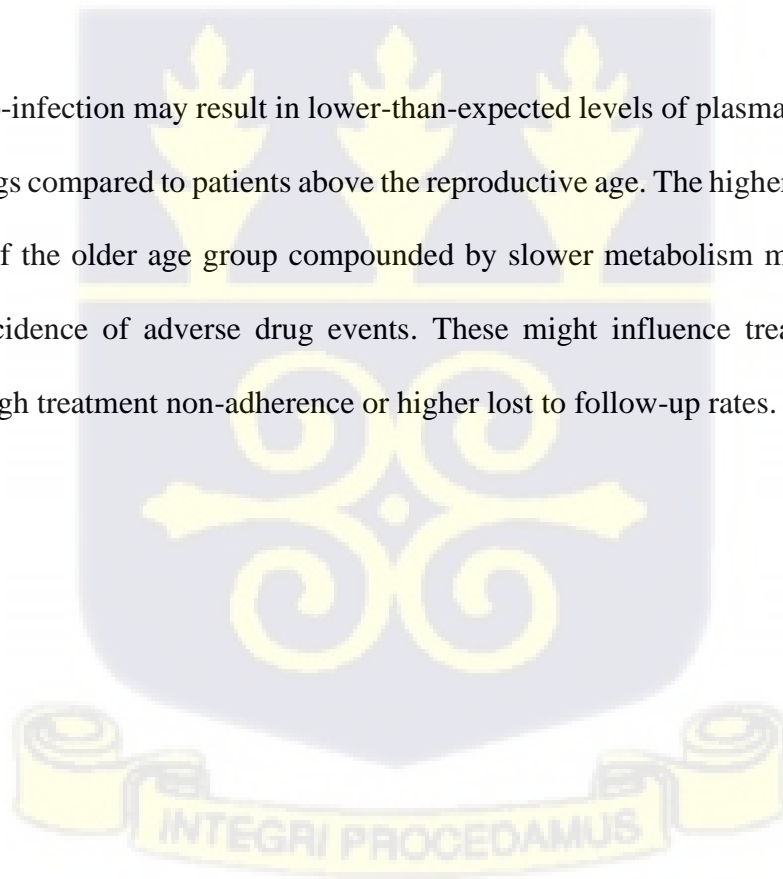 -infection may result in lower-than-expected levels of plasma
gs compared to patients above the reproductive age. The higher
f the older age group compounded by slower metabolism m
cidence of adverse drug events. These might influence trea
gh treatment non-adherence or higher lost to follow-up rates.
INTEGRI PROCEDAMUS